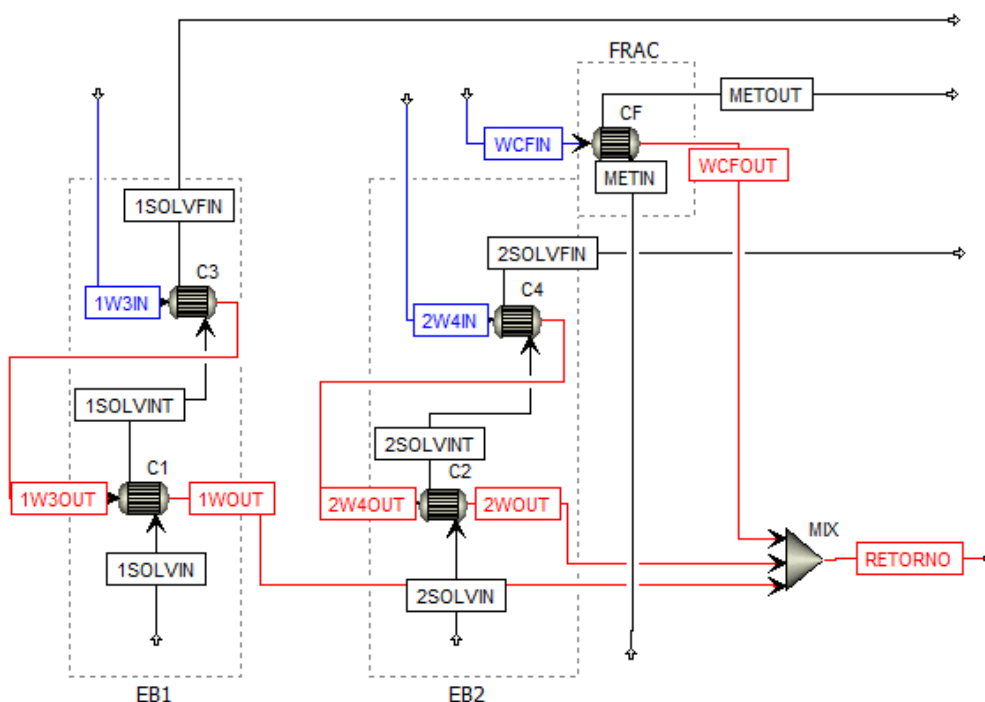 FRAC
METOUT
CF
WCFIN
WCFOUT
METIN
1SOLVFIN
2SOLVFIN
C3
C4
1W3IN
2W4IN
1SOLVINT
2SOLVINT
C1
C2
1W3OUT
1WOUT
2W4OUT
2WOUT
MIX
RETORNO
1SOLVIN
2SOLVIN
EB1
EB2